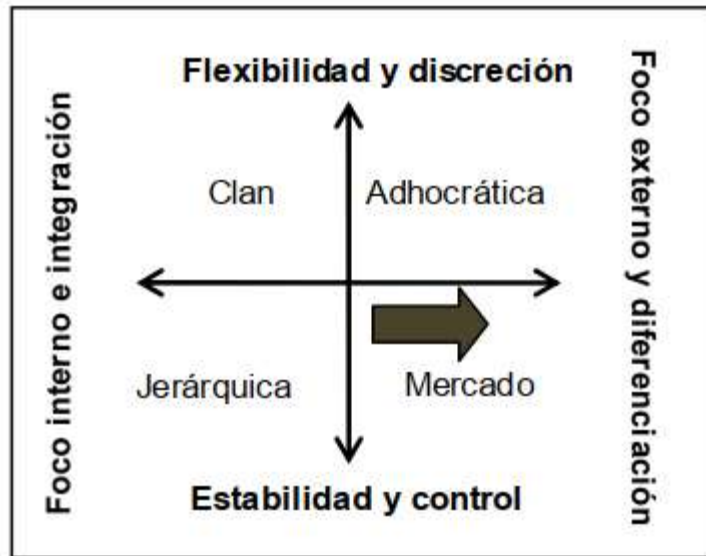 Flexibilidad y discreción
Foco interno e integración
Foco externo y diferenciación
Clan
Adhocrática
Jerárquica
Mercado
Estabilidad y control